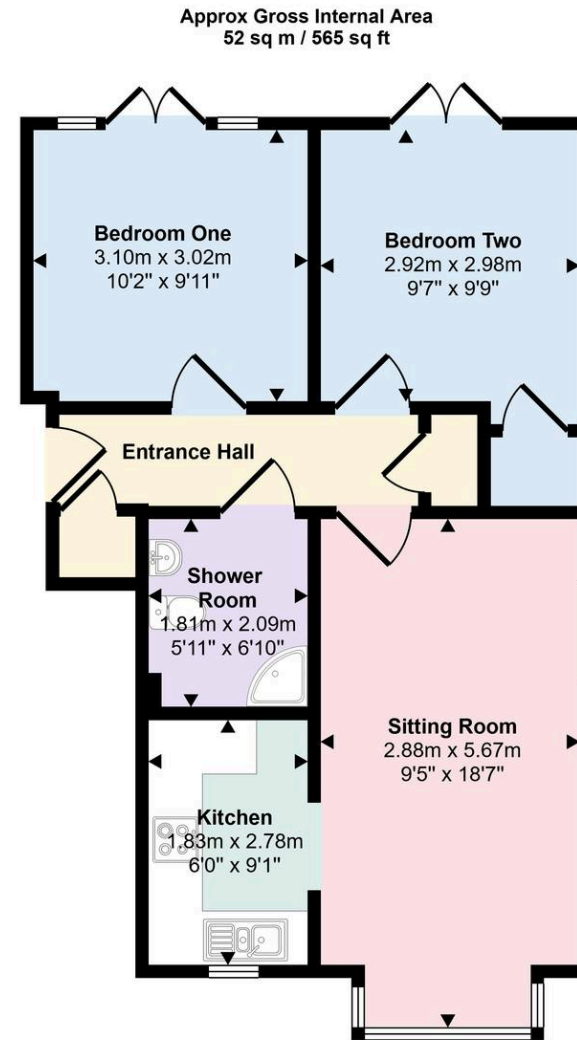 Approx Gross Internal Area
52 sq m / 565 sq ft
Bedroom One
3.10m x 3.02m
10'2" x 9'11"
Bedroom Two
2.92m x 2.98m
9'7" x 9'9"
Entrance Hall
Shower
Room
1.81m x 2.09m
5'11" x 6'10"
Sitting Room
2.88m x 5.67m
9'5" x 18'7"
Kitchen
1.83m x 2.78m
6'0" x 9'1"